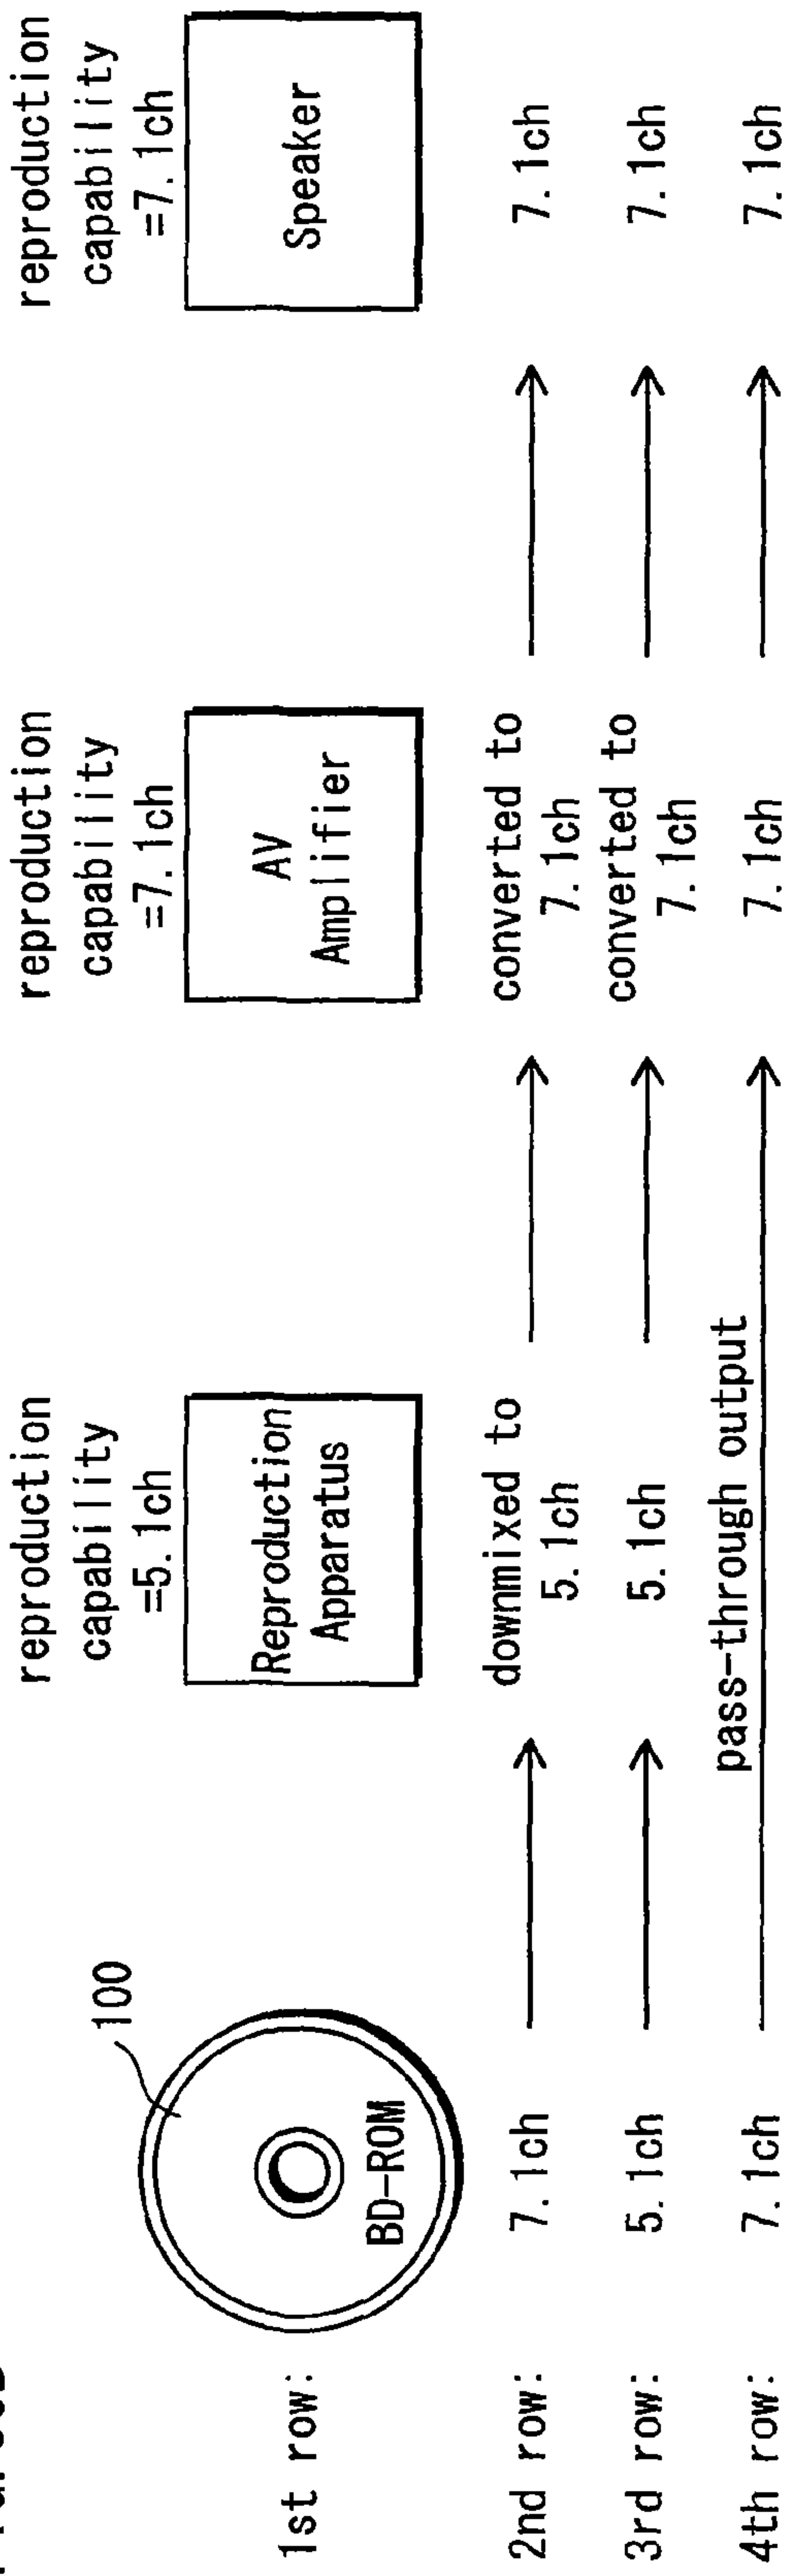 100
reproduction
capability
=5.1ch
reproduction
capability
=7.1ch
reproduction
capability
=7.1ch
1st row:
BD-ROM
Reproduction
Apparatus
AV
Amplifier
Speaker
2nd row: 7.1ch downmixed to 5.1ch converted to 7.1ch 7.1ch
3rd row: 5.1ch 5.1ch converted to 7.1ch 7.1ch
pass-through output
4th row: 7.1ch 7.1ch 7.1ch